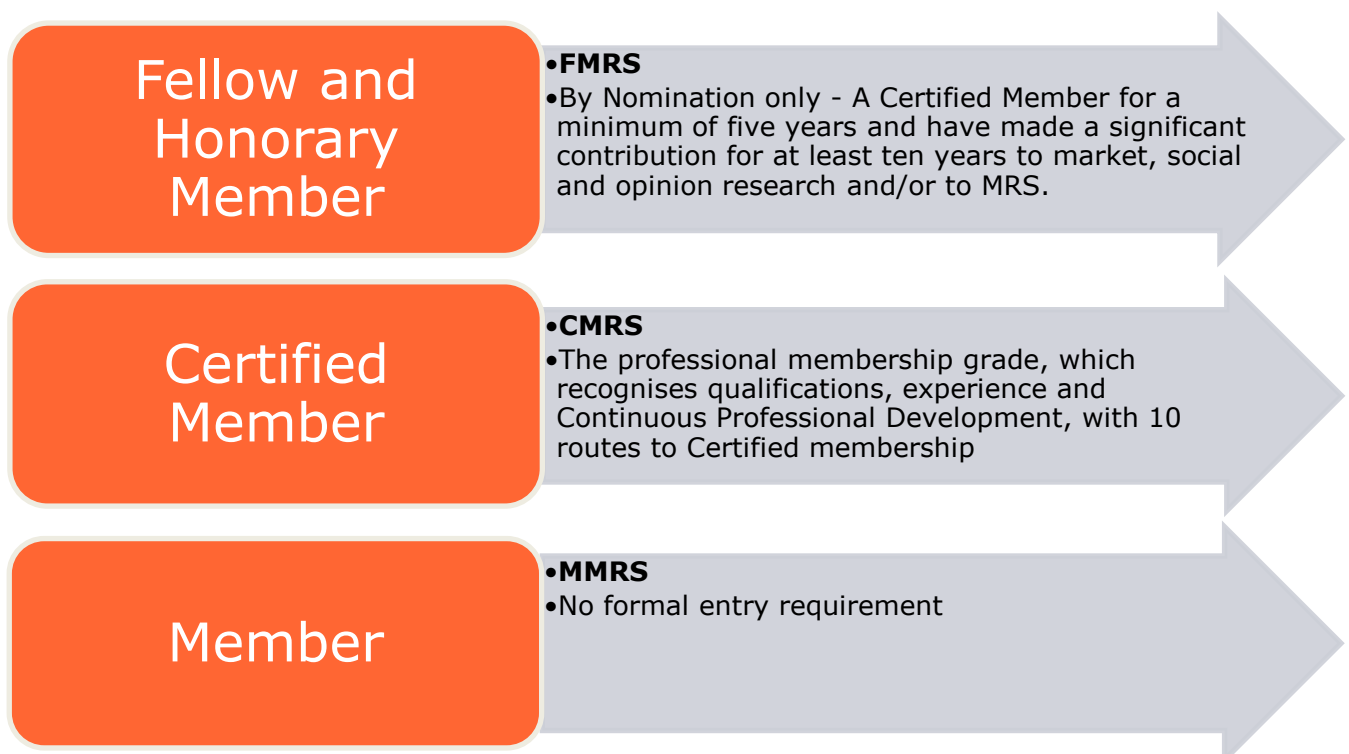 Fellow and
Honorary
Member
•FMRS
•By Nomination only - A Certified Member for a
minimum of five years and have made a significant
contribution for at least ten years to market, social
and opinion research and/or to MRS.
Certified
Member
•CMRS
•The professional membership grade, which
recognises qualifications, experience and
Continuous Professional Development, with 10
routes to Certified membership
Member
•MMRS
•No formal entry requirement